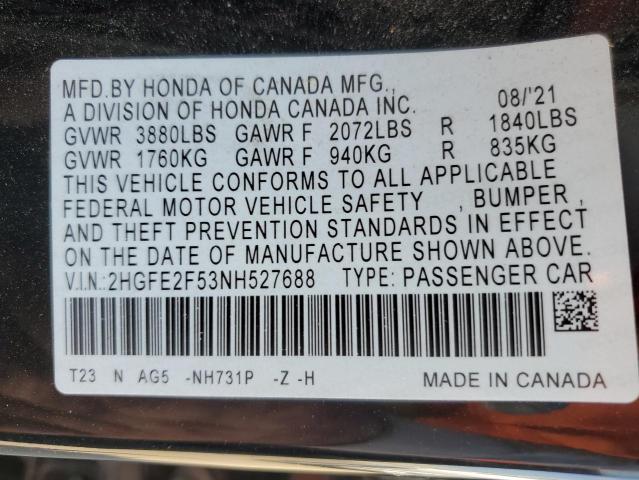 MFD.BY HONDA OF CANADA MFG.,
A DIVISION OF HONDA CANADA INC. 08/'21
GVWR 3880LBS GAWR F 2072LBS R 1840LBS
GVWR 1760KG GAWR F 940KG R 835KG
THIS VEHICLE CONFORMS TO ALL APPLICABLE
FEDERAL MOTOR VEHICLE SAFETY , BUMPER ,
AND THEFT PREVENTION STANDARDS IN EFFECT
ON THE DATE OF MANUFACTURE SHOWN ABOVE.
V.I.N.:2HGFE2F53NH527688 TYPE: PASSENGER CAR
T23 N AG5 -NH731P -Z -H MADE IN CANADA